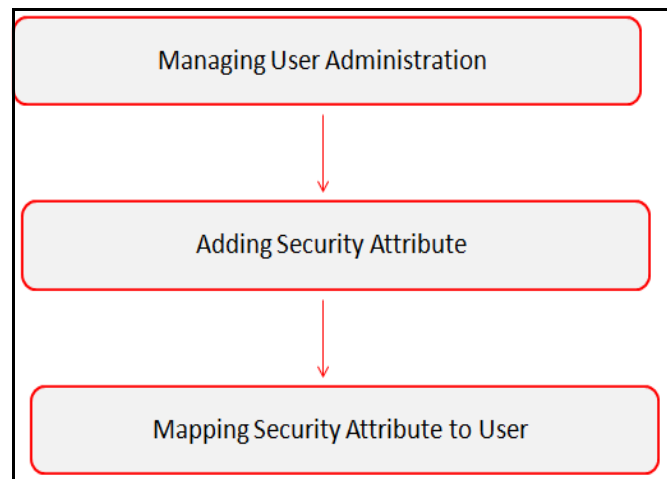 Managing User Administration
Adding Security Attribute
Mapping Security Attribute to User